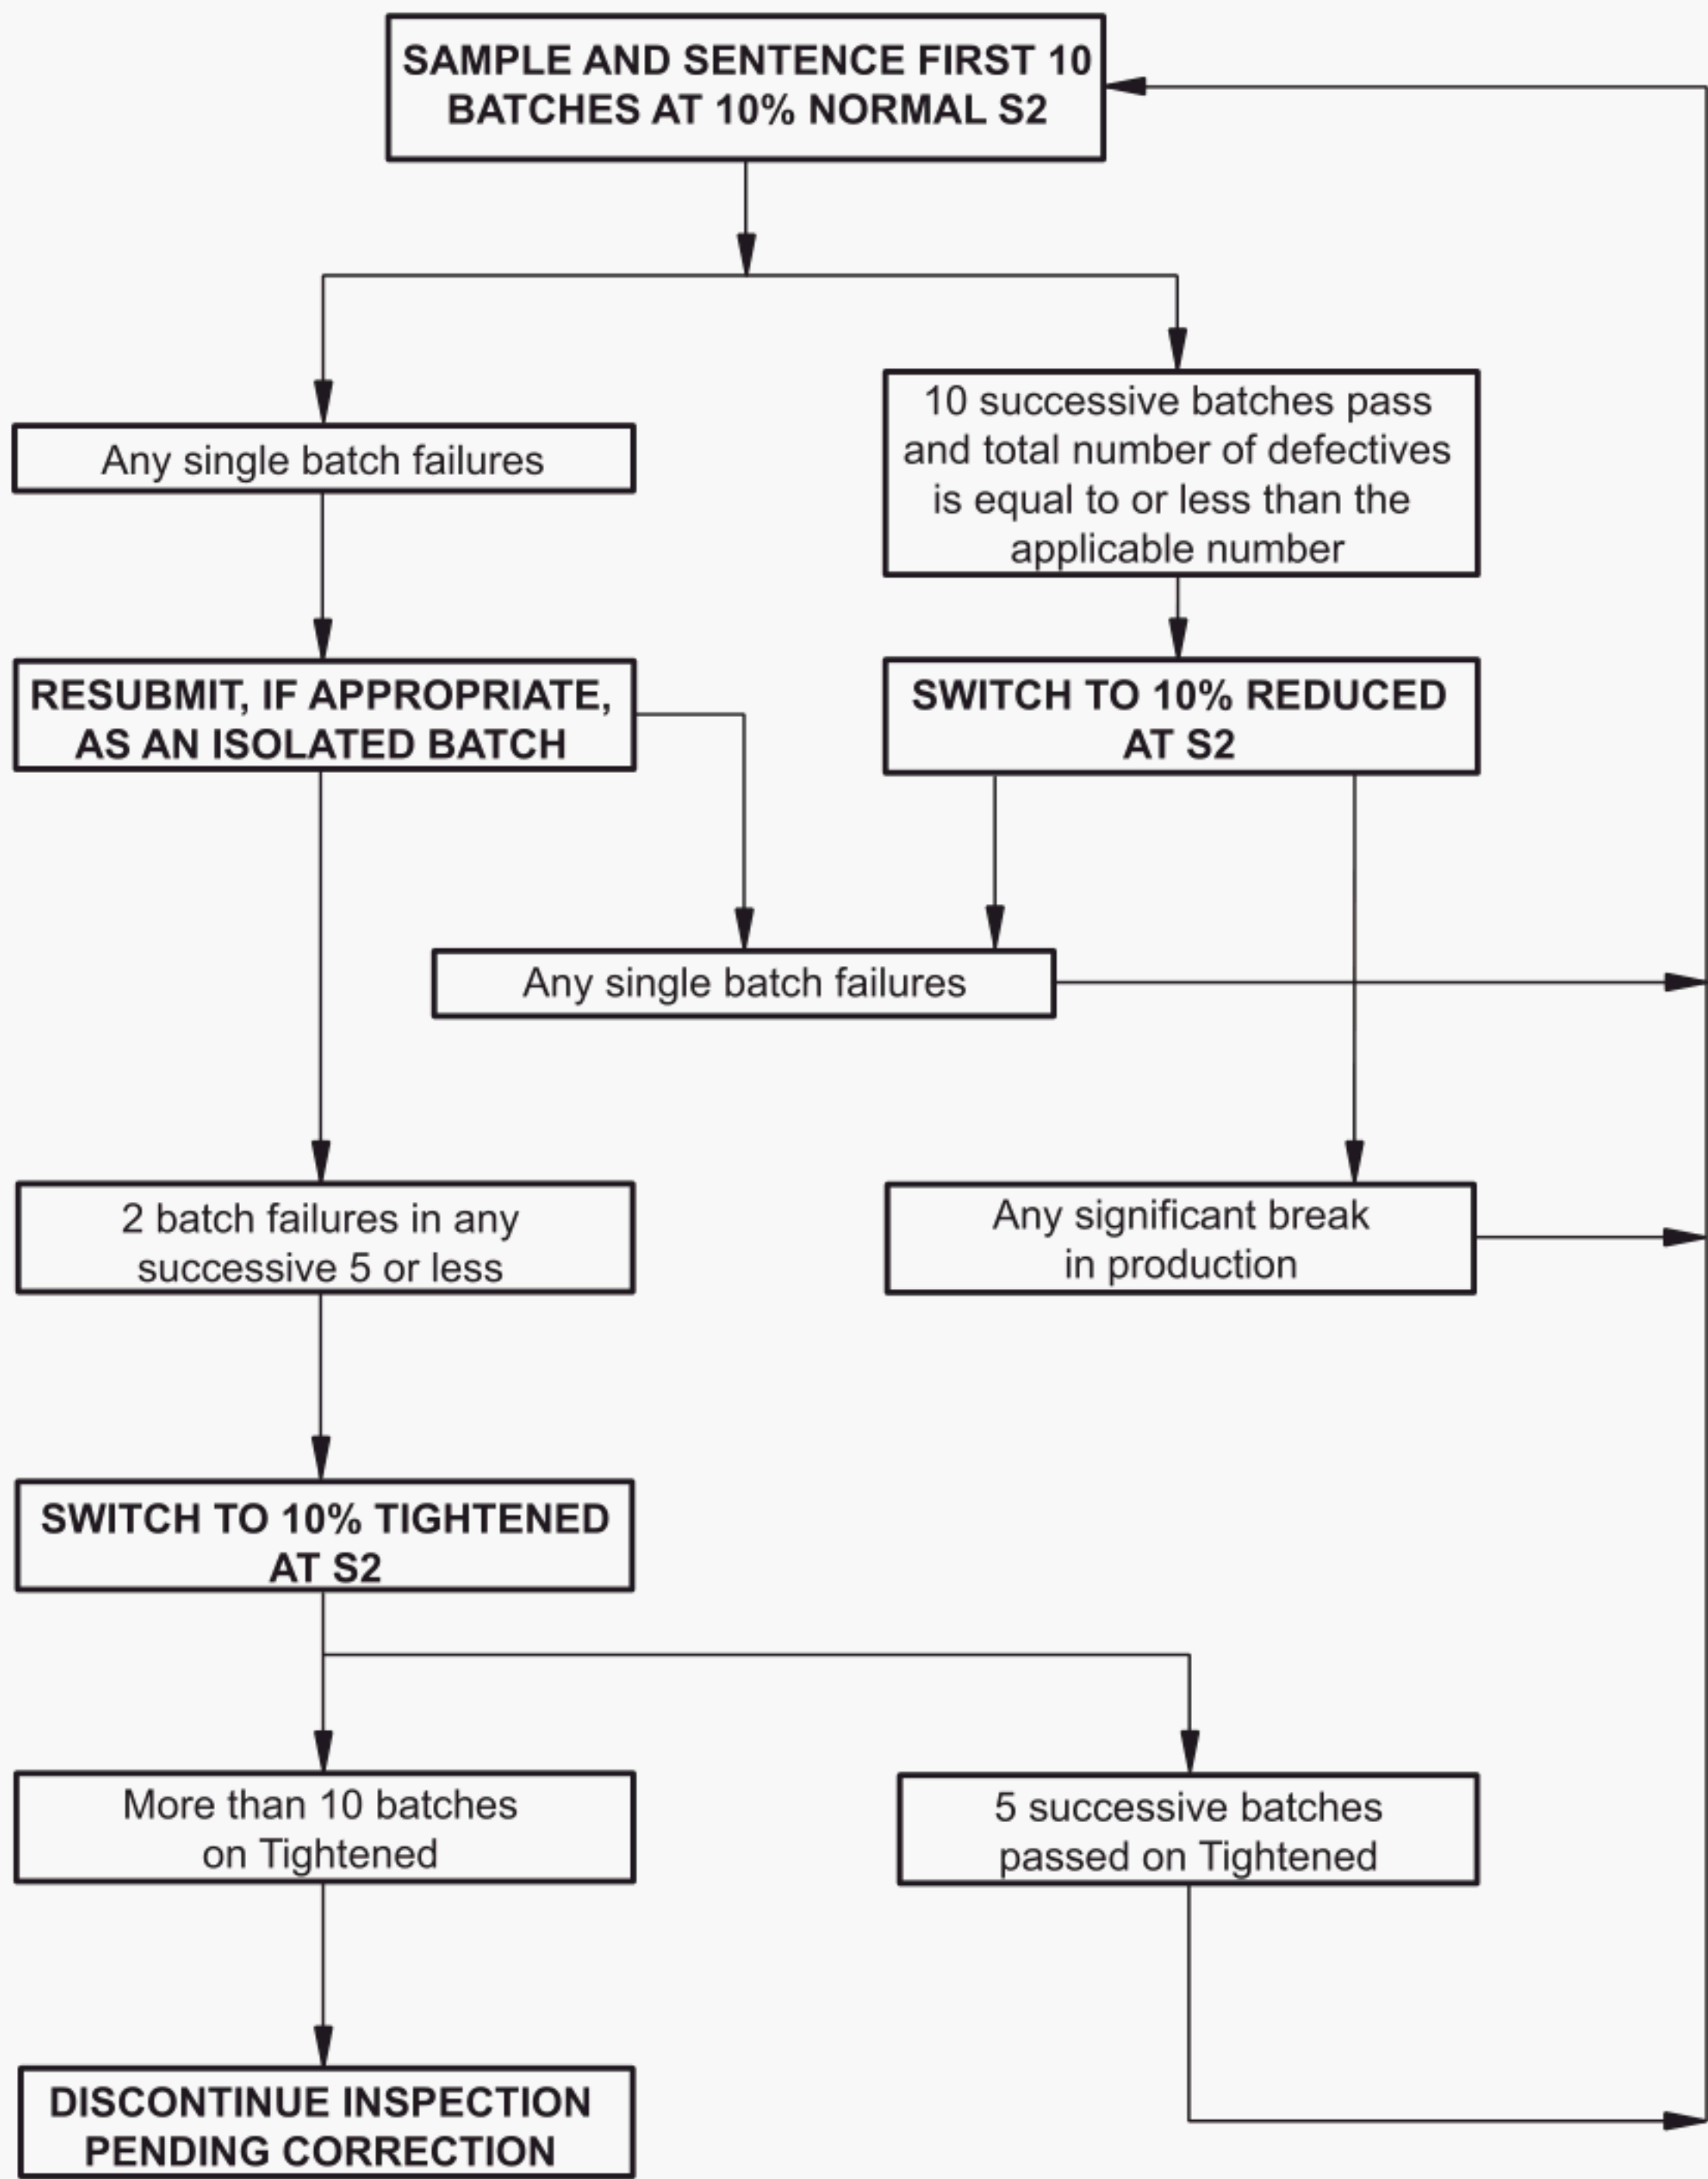 SAMPLE AND SENTENCE FIRST 10
BATCHES AT 10% NORMAL S2
Any single batch failures
10 successive batches pass
and total number of defectives
is equal to or less than the
applicable number
RESUBMIT, IF APPROPRIATE,
AS AN ISOLATED BATCH
SWITCH TO 10% REDUCED
AT S2
Any single batch failures
2 batch failures in any
successive 5 or less
Any significant break
in production
SWITCH TO 10% TIGHTENED
AT S2
More than 10 batches
on Tightened
5 successive batches
passed on Tightened
DISCONTINUE INSPECTION
PENDING CORRECTION